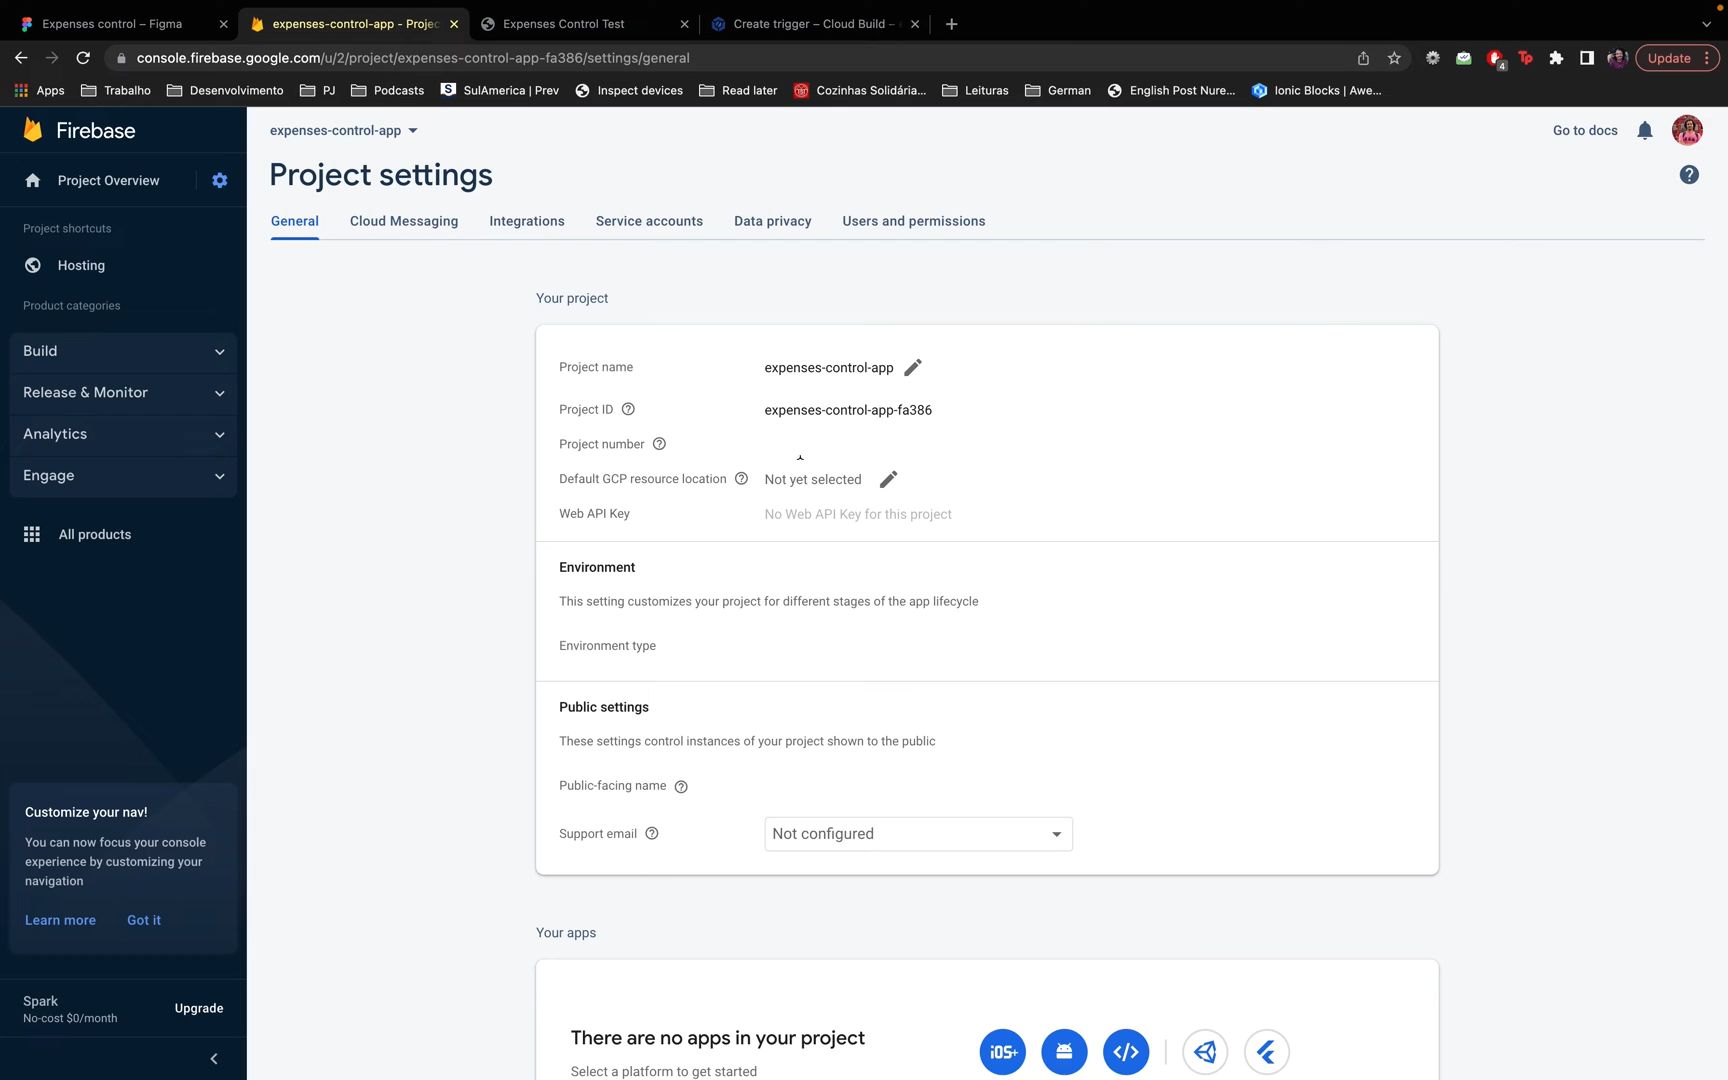 Expenses control – Figma
expenses-control-app - Projec
Expenses Control Test
Create trigger – Cloud Build –
console.firebase.google.com/u/2/project/expenses-control-app-fa386/settings/general
4
Update
Apps
Trabalho
Desenvolvimento
PJ
Podcasts
SulAmerica | Prev
Inspect devices
Read later
Cozinhas Solidária...
Leituras
German
English Post Nure...
Ionic Blocks | Awe...
Firebase
expenses-control-app
Go to docs
Project Overview
Project settings
General
Cloud Messaging
Integrations
Service accounts
Data privacy
Users and permissions
Project shortcuts
Hosting
Product categories
Build
Release & Monitor
Analytics
Engage
All products
Your project
Project name
expenses-control-app
Project ID
expenses-control-app-fa386
Project number
Default GCP resource location
Not yet selected
Web API Key
No Web API Key for this project
Environment
This setting customizes your project for different stages of the app lifecycle
Environment type
Public settings
These settings control instances of your project shown to the public
Public-facing name
Support email
Not configured
Customize your nav!
You can now focus your console
experience by customizing your
navigation
Learn more
Got it
Spark
No-cost $0/month
Upgrade
Your apps
There are no apps in your project
Select a platform to get started
iOS+